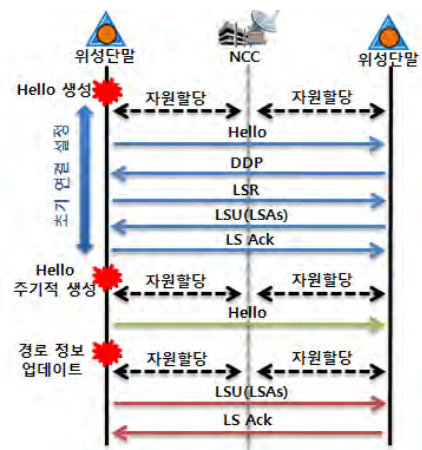 위성단말 NCC 위성단말
Hello 생성
자원할당 자원할당
초기 연결 설정
Hello
DDP
LSR
LSU(LSAs)
LS Ack
Hello
주기적 생성
자원할당 자원할당
Hello
경로 정보
업데이트
자원할당 자원할당
LSU(LSAs)
LS Ack